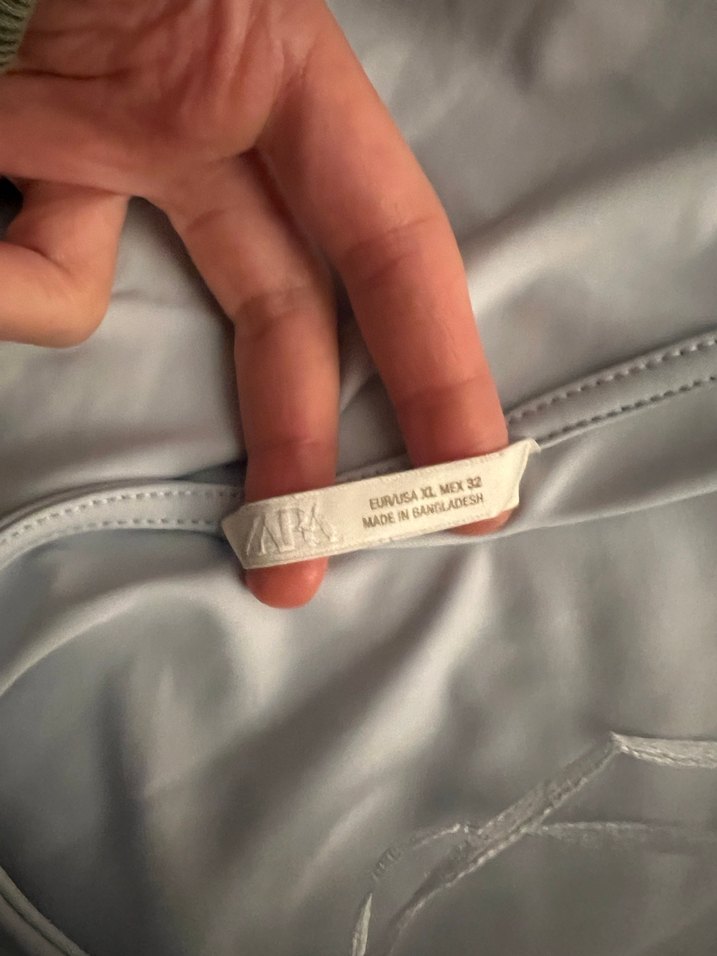 ZARA
EUR/USA XL MEX 32
MADE IN BANGLADESH